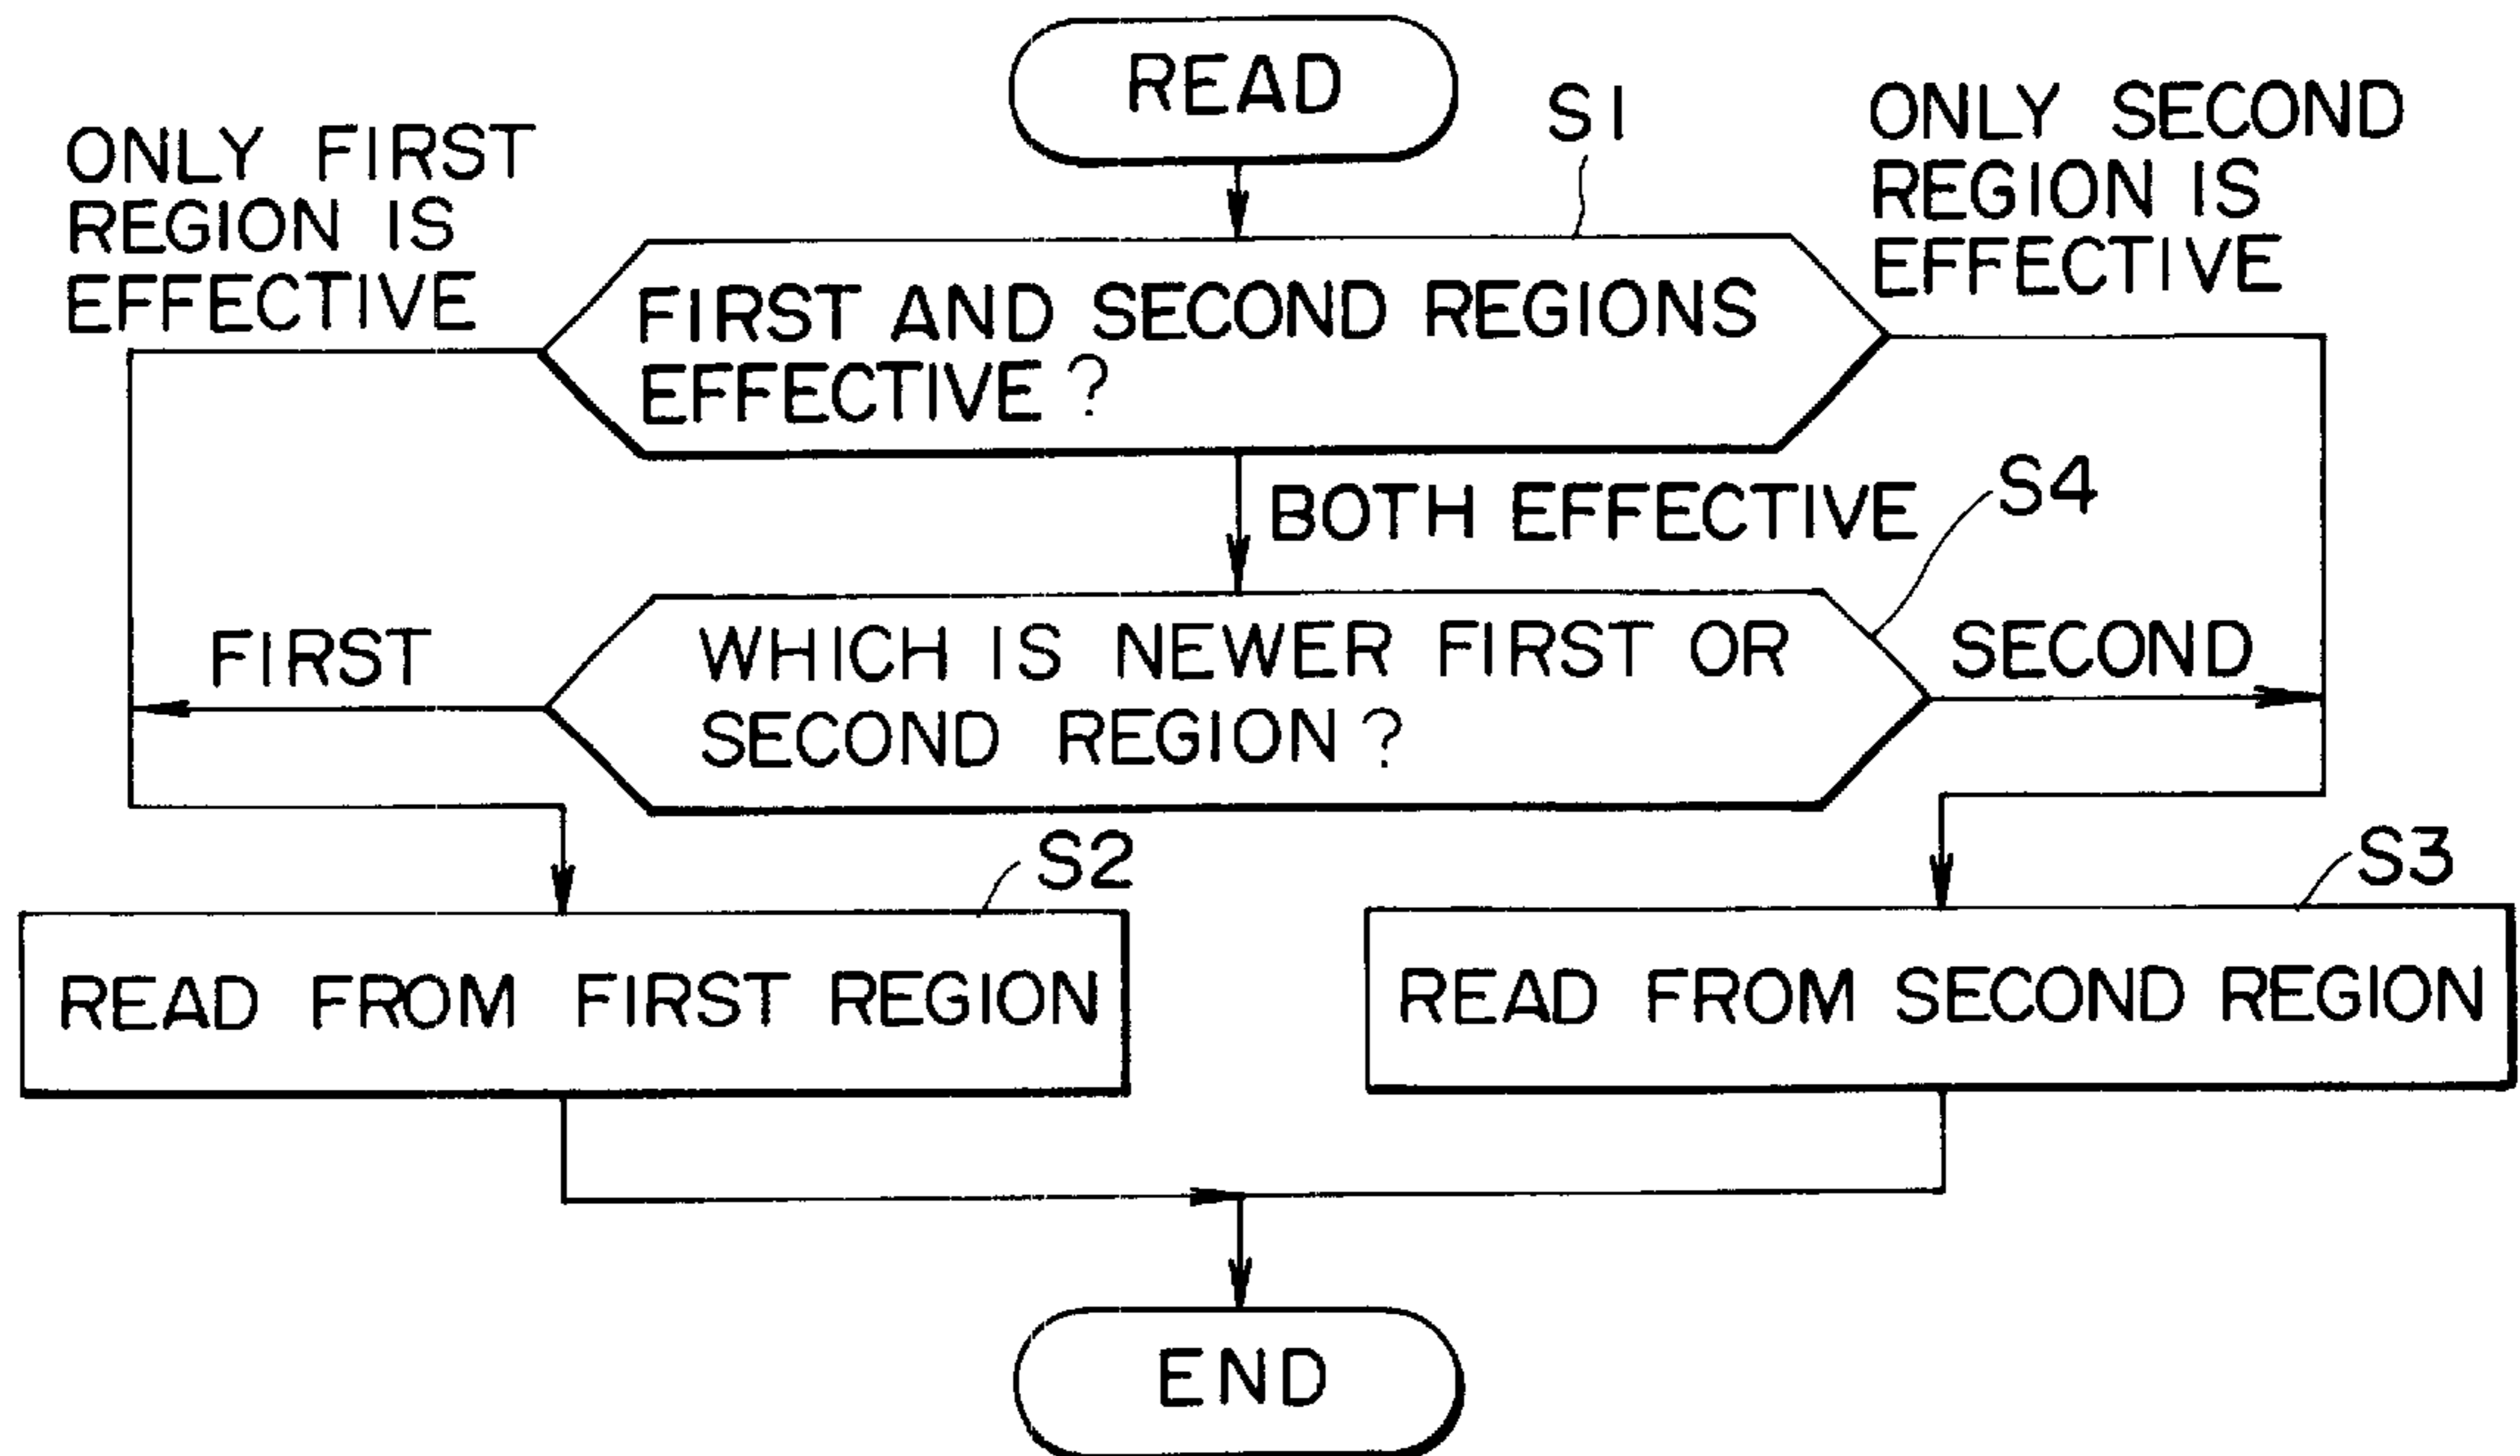 READ
S1
ONLY FIRST
REGION IS
EFFECTIVE
ONLY SECOND
REGION IS
EFFECTIVE
FIRST AND SECOND REGIONS
EFFECTIVE ?
BOTH EFFECTIVE
S4
FIRST
WHICH IS NEWER FIRST OR
SECOND REGION ?
SECOND
S2
S3
READ FROM FIRST REGION
READ FROM SECOND REGION
END